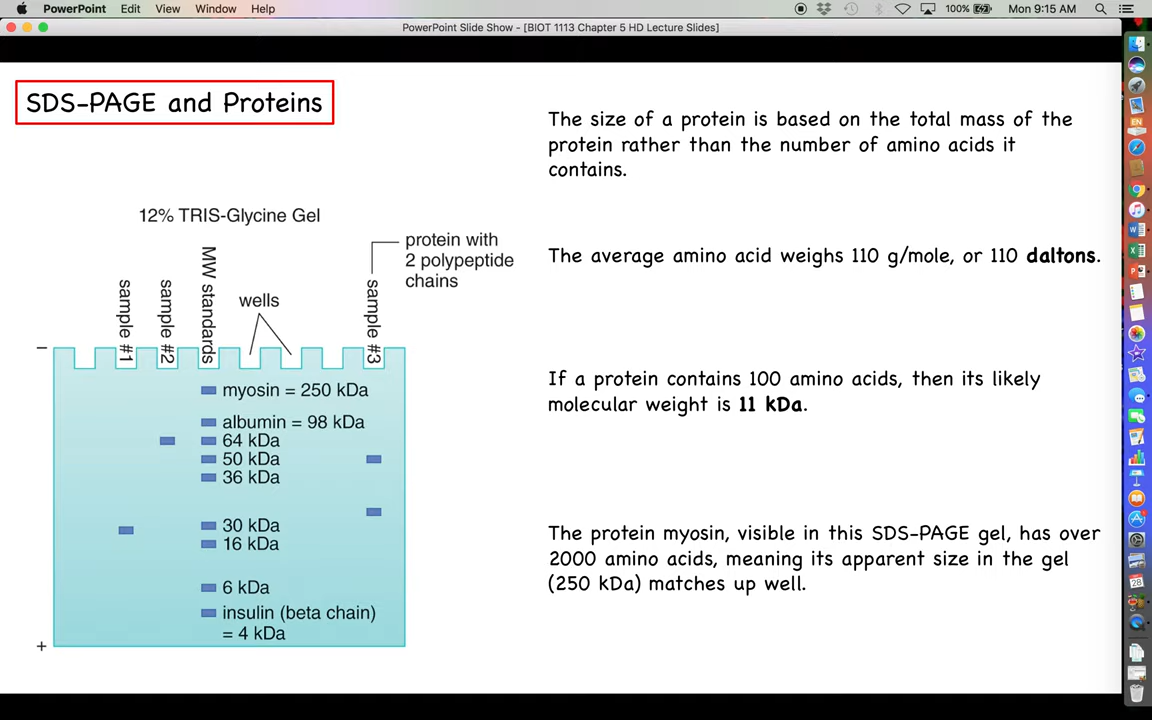 PowerPoint Edit View Window Help 100% Mon 9:15 AM
PowerPoint Slide Show - [BIOT 1113 Chapter 5 HD Lecture Slides]
SDS-PAGE and Proteins
12% TRIS-Glycine Gel
sample #1
sample #2
MW standards
wells
sample #3
protein with
2 polypeptide
chains
−
myosin = 250 kDa
albumin = 98 kDa
64 kDa
50 kDa
36 kDa
30 kDa
16 kDa
6 kDa
insulin (beta chain)
= 4 kDa
+
The size of a protein is based on the total mass of the
protein rather than the number of amino acids it
contains.
The average amino acid weighs 110 g/mole, or 110 daltons.
If a protein contains 100 amino acids, then its likely
molecular weight is 11 kDa.
The protein myosin, visible in this SDS-PAGE gel, has over
2000 amino acids, meaning its apparent size in the gel
(250 kDa) matches up well.
EN
28